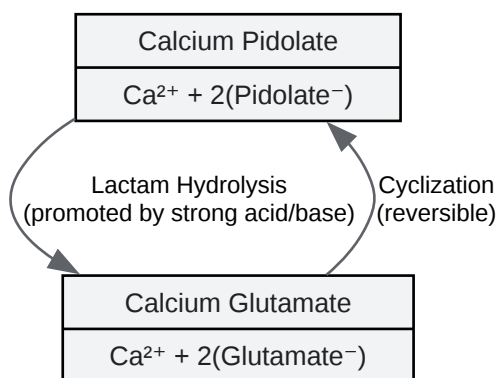 Calcium Pidolate
Ca²⁺ + 2(Pidolate⁻)
Lactam Hydrolysis
(promoted by strong acid/base)
Cyclization
(reversible)
Calcium Glutamate
Ca²⁺ + 2(Glutamate⁻)